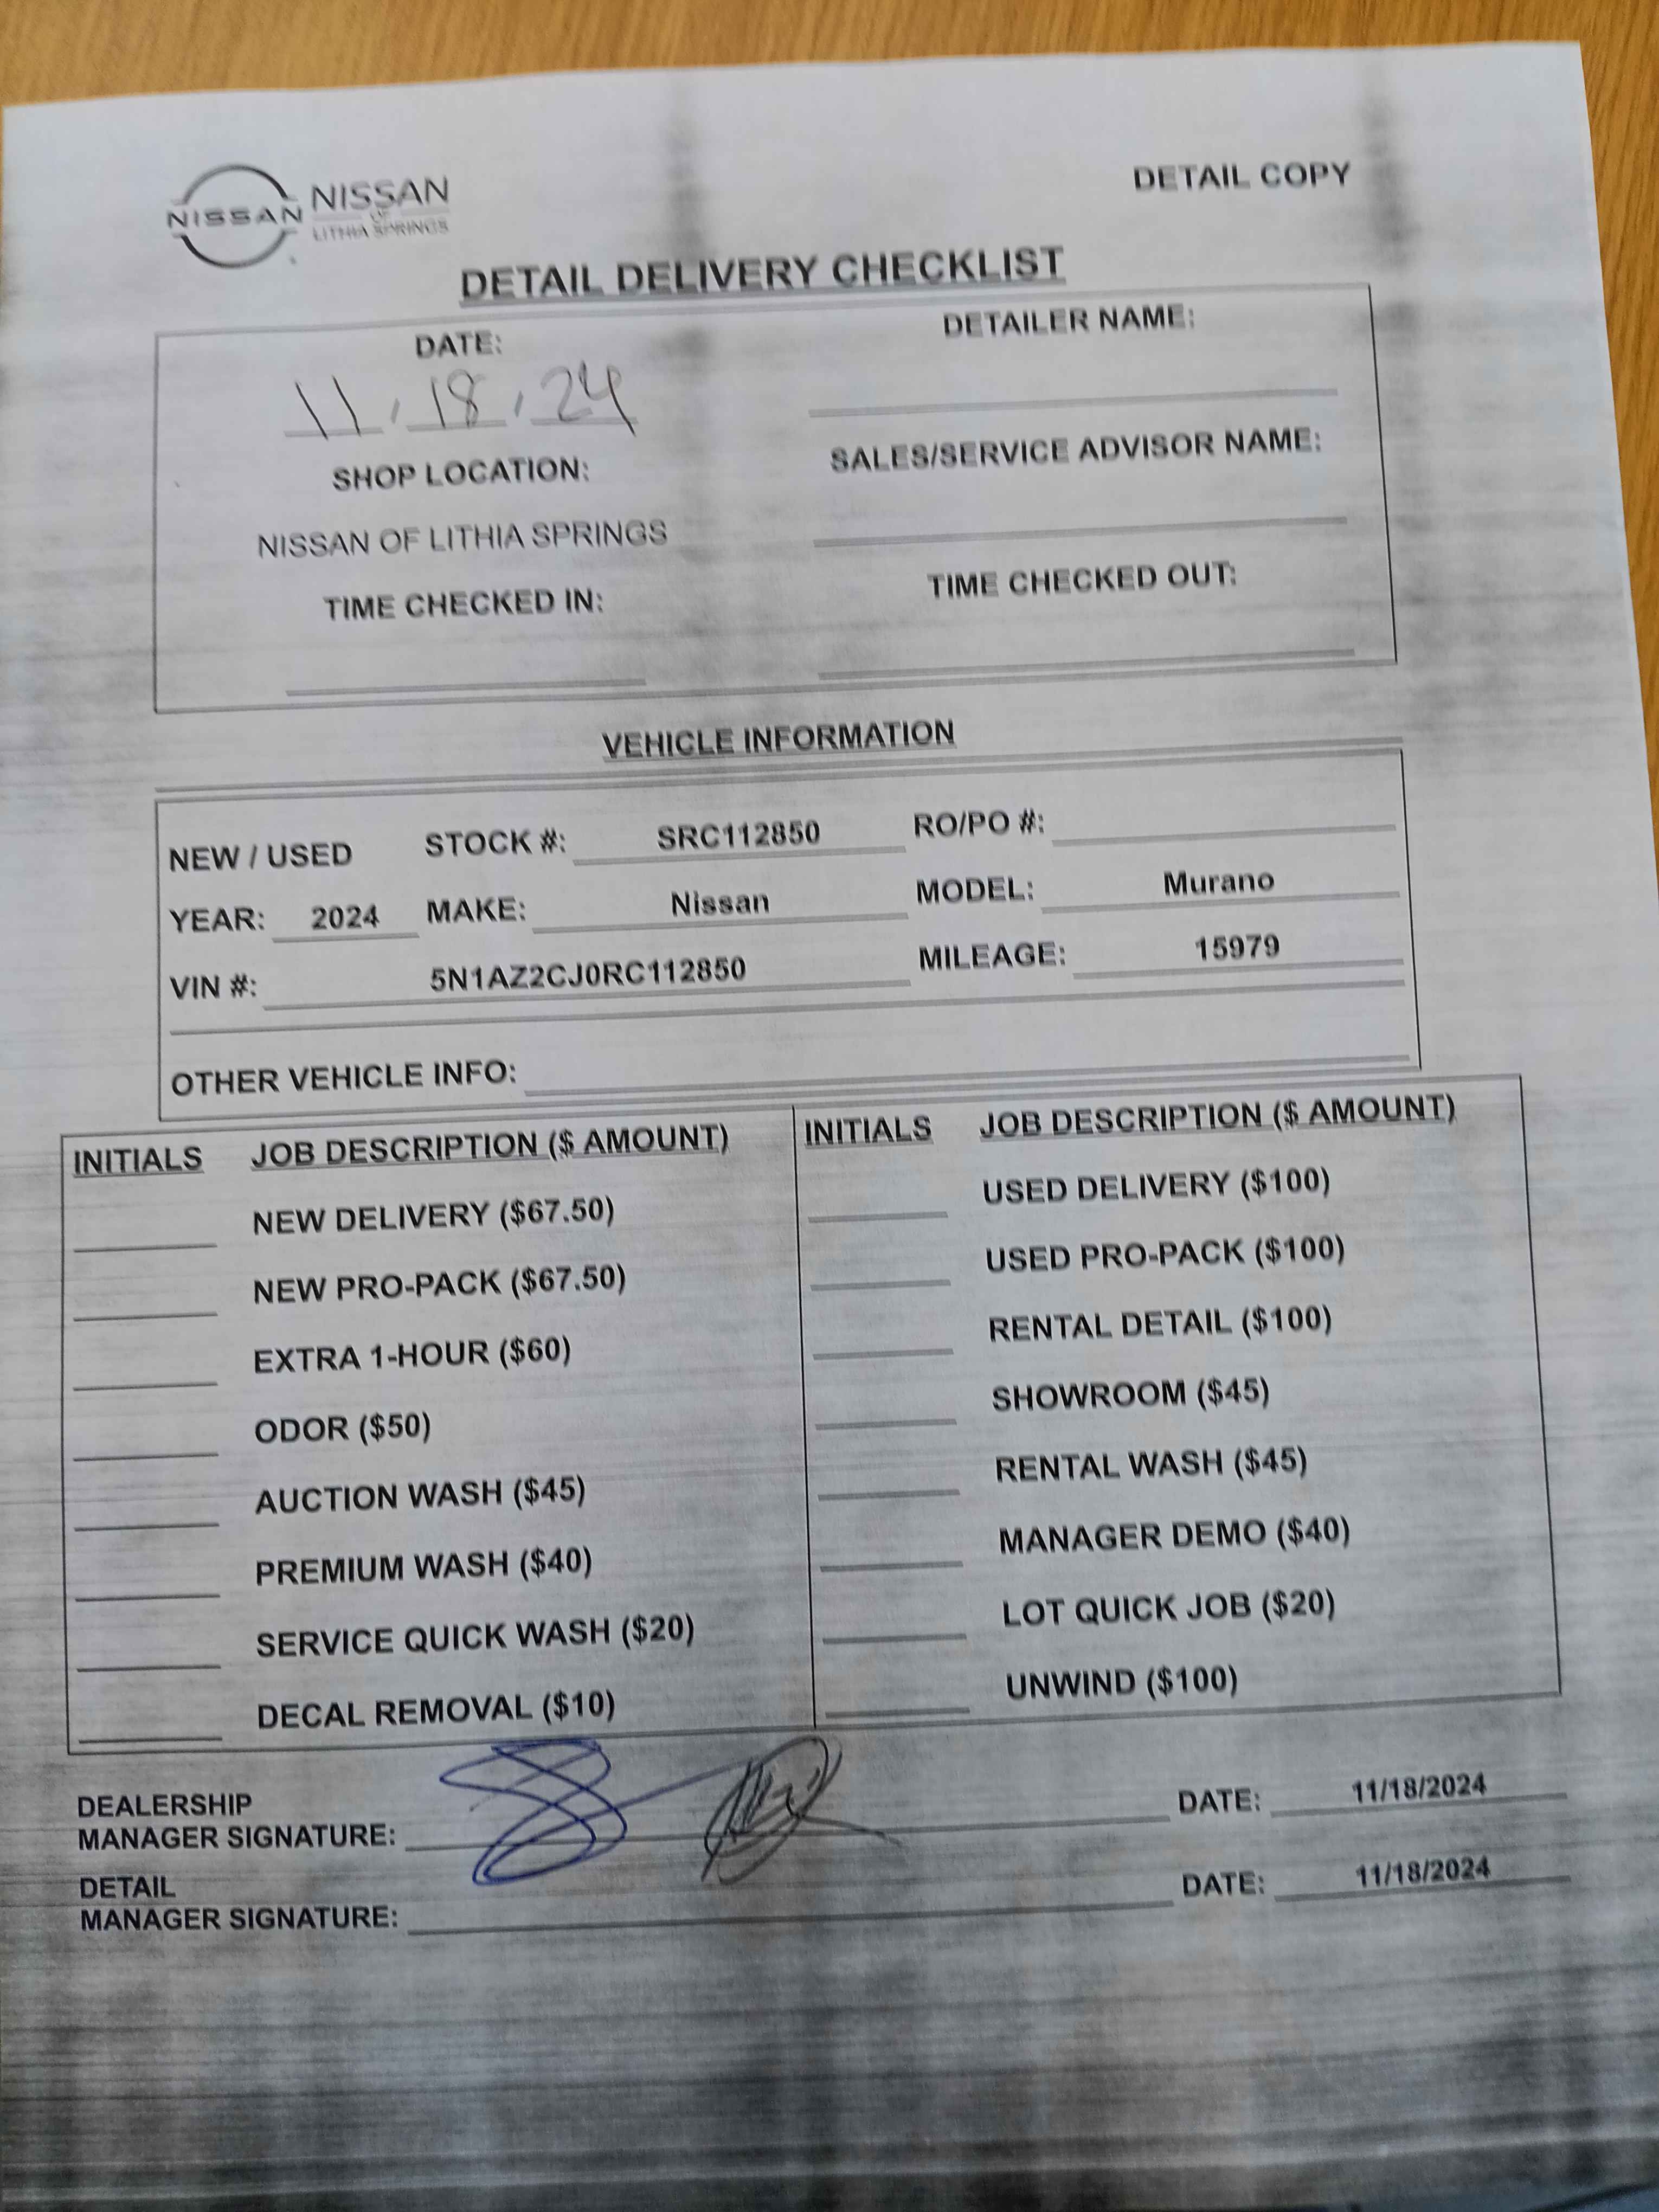 DETAIL COPY
NISSAN NISSAN
OF
LITHIA SPRINGS
DETAIL DELIVERY CHECKLIST
DATE: DETAILER NAME:
11 , 18 , 24
SHOP LOCATION: SALES/SERVICE ADVISOR NAME:
NISSAN OF LITHIA SPRINGS
TIME CHECKED IN: TIME CHECKED OUT:
VEHICLE INFORMATION
NEW / USED STOCK #: SRC112850 RO/PO #:
YEAR: 2024 MAKE: Nissan MODEL: Murano
VIN #: 5N1AZ2CJ0RC112850 MILEAGE: 15979
OTHER VEHICLE INFO:
INITIALS JOB DESCRIPTION ($ AMOUNT) INITIALS JOB DESCRIPTION ($ AMOUNT)
NEW DELIVERY ($67.50) USED DELIVERY ($100)
NEW PRO-PACK ($67.50) USED PRO-PACK ($100)
EXTRA 1-HOUR ($60) RENTAL DETAIL ($100)
ODOR ($50) SHOWROOM ($45)
AUCTION WASH ($45) RENTAL WASH ($45)
PREMIUM WASH ($40) MANAGER DEMO ($40)
SERVICE QUICK WASH ($20) LOT QUICK JOB ($20)
DECAL REMOVAL ($10) UNWIND ($100)
DEALERSHIP
MANAGER SIGNATURE: DATE: 11/18/2024
DETAIL
MANAGER SIGNATURE: DATE: 11/18/2024